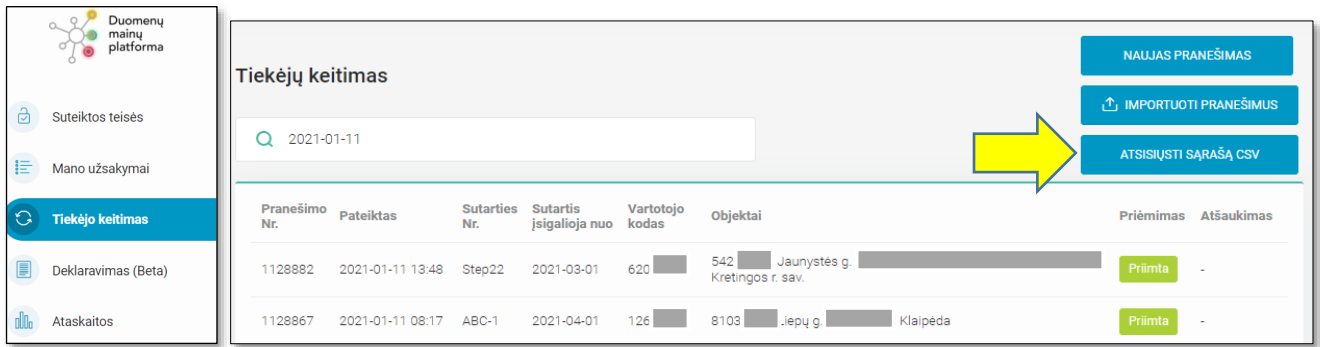 Duomenų
mainų
platforma
Suteiktos teisės
Mano užsakymai
Tiekėjo keitimas
Deklaravimas (Beta)
Ataskaitos
Tiekėjų keitimas
NAUJAS PRANEŠIMAS
IMPORTUOTI PRANEŠIMUS
ATSISIŲSTI SĄRAŠĄ CSV
2021-01-11
Pranešimo Nr. Pateiktas Sutarties Nr. Sutartis įsigalioja nuo Vartotojo kodas Objektai Priėmimas Atšaukimas
1128882 2021-01-11 13:48 Step22 2021-03-01 620 542 Jaunystės g. Priimta -
Kretingos r. sav.
1128867 2021-01-11 08:17 ABC-1 2021-04-01 126 8103 Liepų g. Klaipėda Priimta -